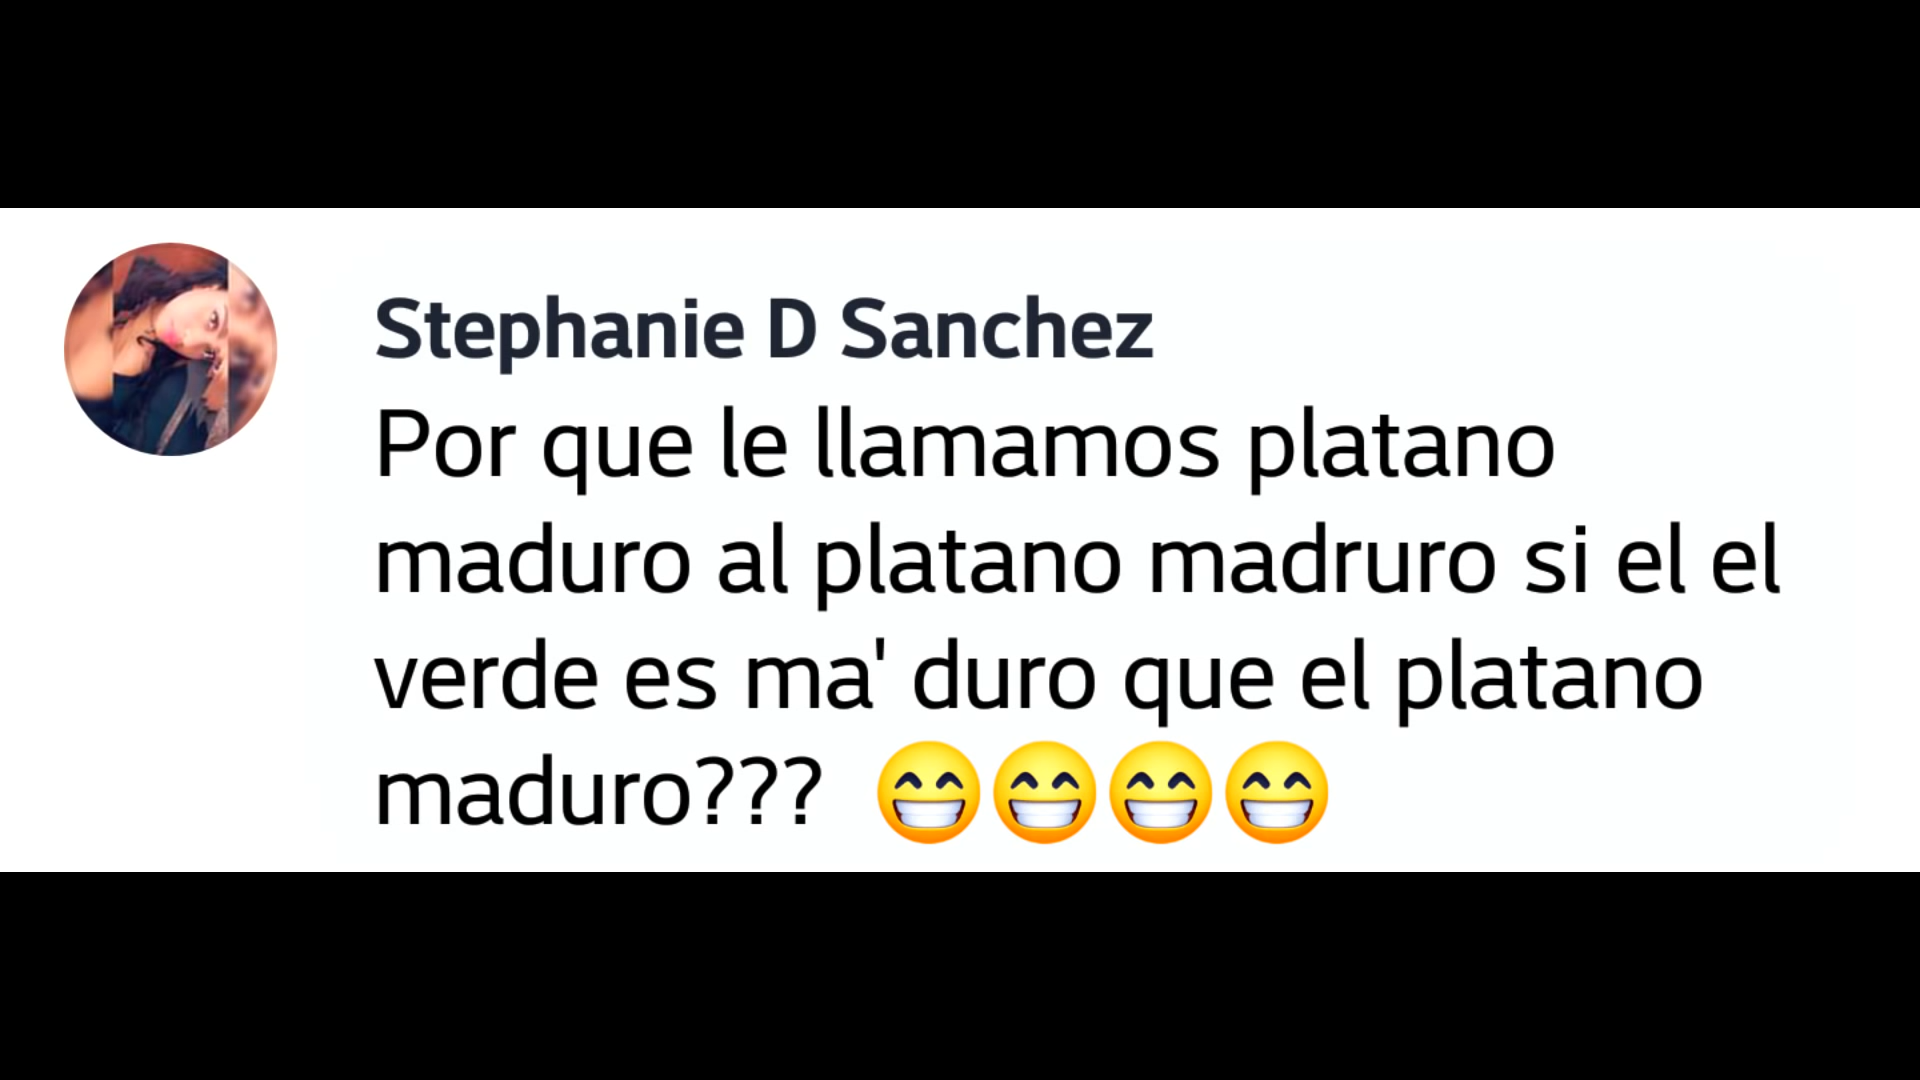 Stephanie D Sanchez
Por que le llamamos platano
maduro al platano madruro si el el
verde es ma' duro que el platano
maduro??? 😁😁😁😁